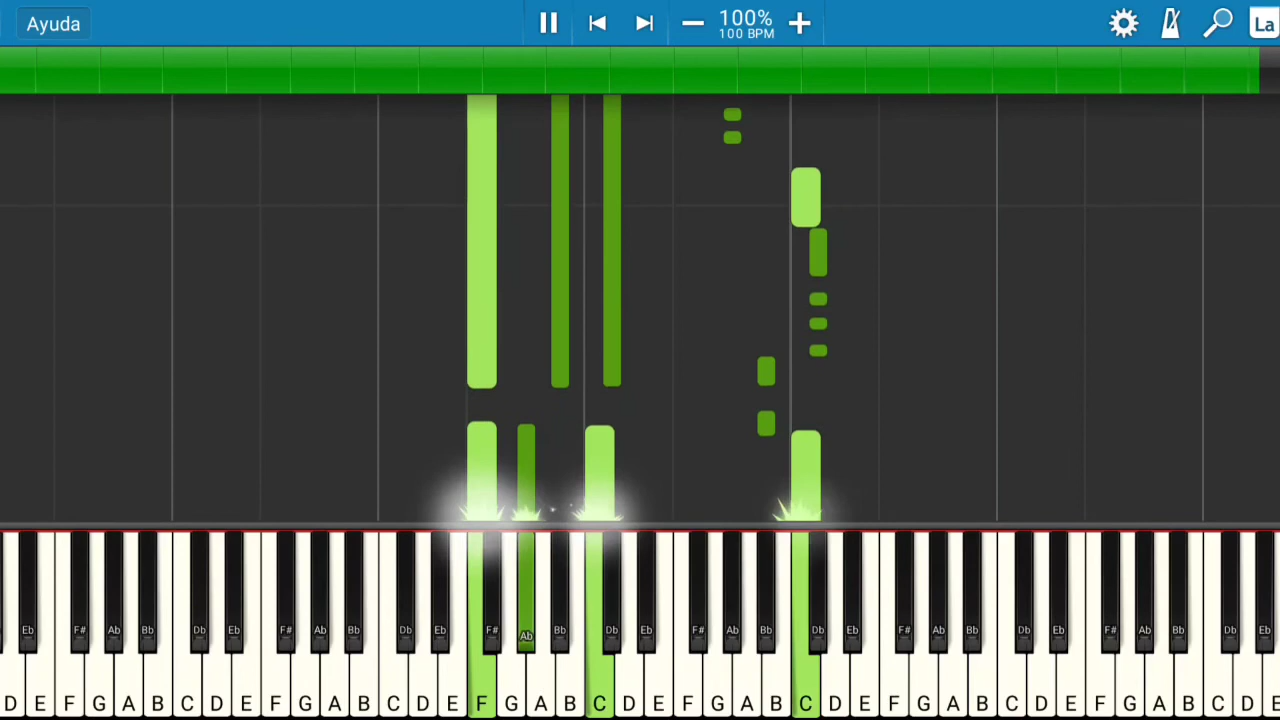 Ayuda
100%
100 BPM
La
Eb F# Ab Bb Db Eb F# Ab Bb Db Eb F# Ab Bb Db Eb F# Ab Bb Db Eb F# Ab Bb Db Eb F# Ab Bb Db Eb
D E F G A B C D E F G A B C D E F G A B C D E F G A B C D E F G A B C D E F G A B C D E